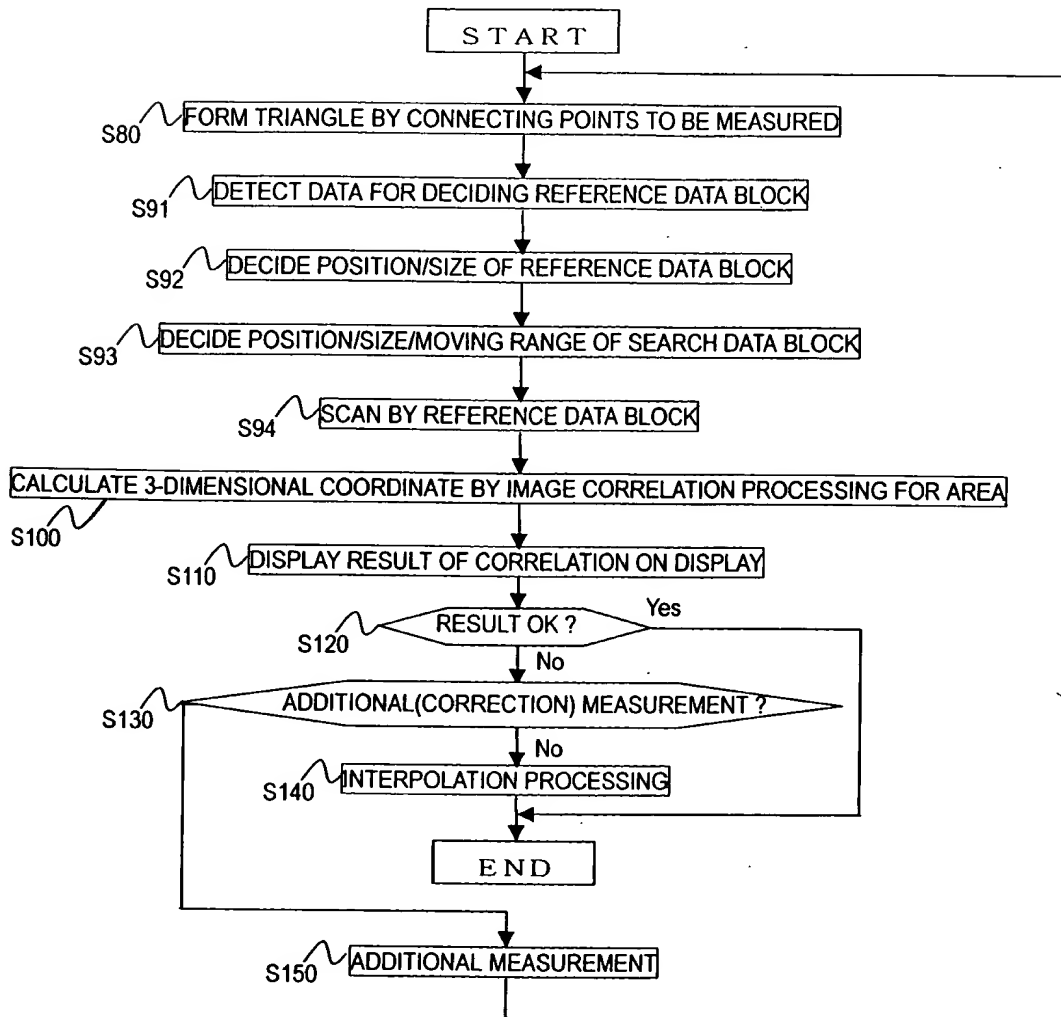 START
S80
FORM TRIANGLE BY CONNECTING POINTS TO BE MEASURED
S91
DETECT DATA FOR DECIDING REFERENCE DATA BLOCK
S92
DECIDE POSITION/SIZE OF REFERENCE DATA BLOCK
S93
DECIDE POSITION/SIZE/MOVING RANGE OF SEARCH DATA BLOCK
S94
SCAN BY REFERENCE DATA BLOCK
CALCULATE 3-DIMENSIONAL COORDINATE BY IMAGE CORRELATION PROCESSING FOR AREA
S100
S110
DISPLAY RESULT OF CORRELATION ON DISPLAY
S120
RESULT OK ?
Yes
No
S130
ADDITIONAL(CORRECTION) MEASUREMENT ?
No
S140
INTERPOLATION PROCESSING
END
S150
ADDITIONAL MEASUREMENT